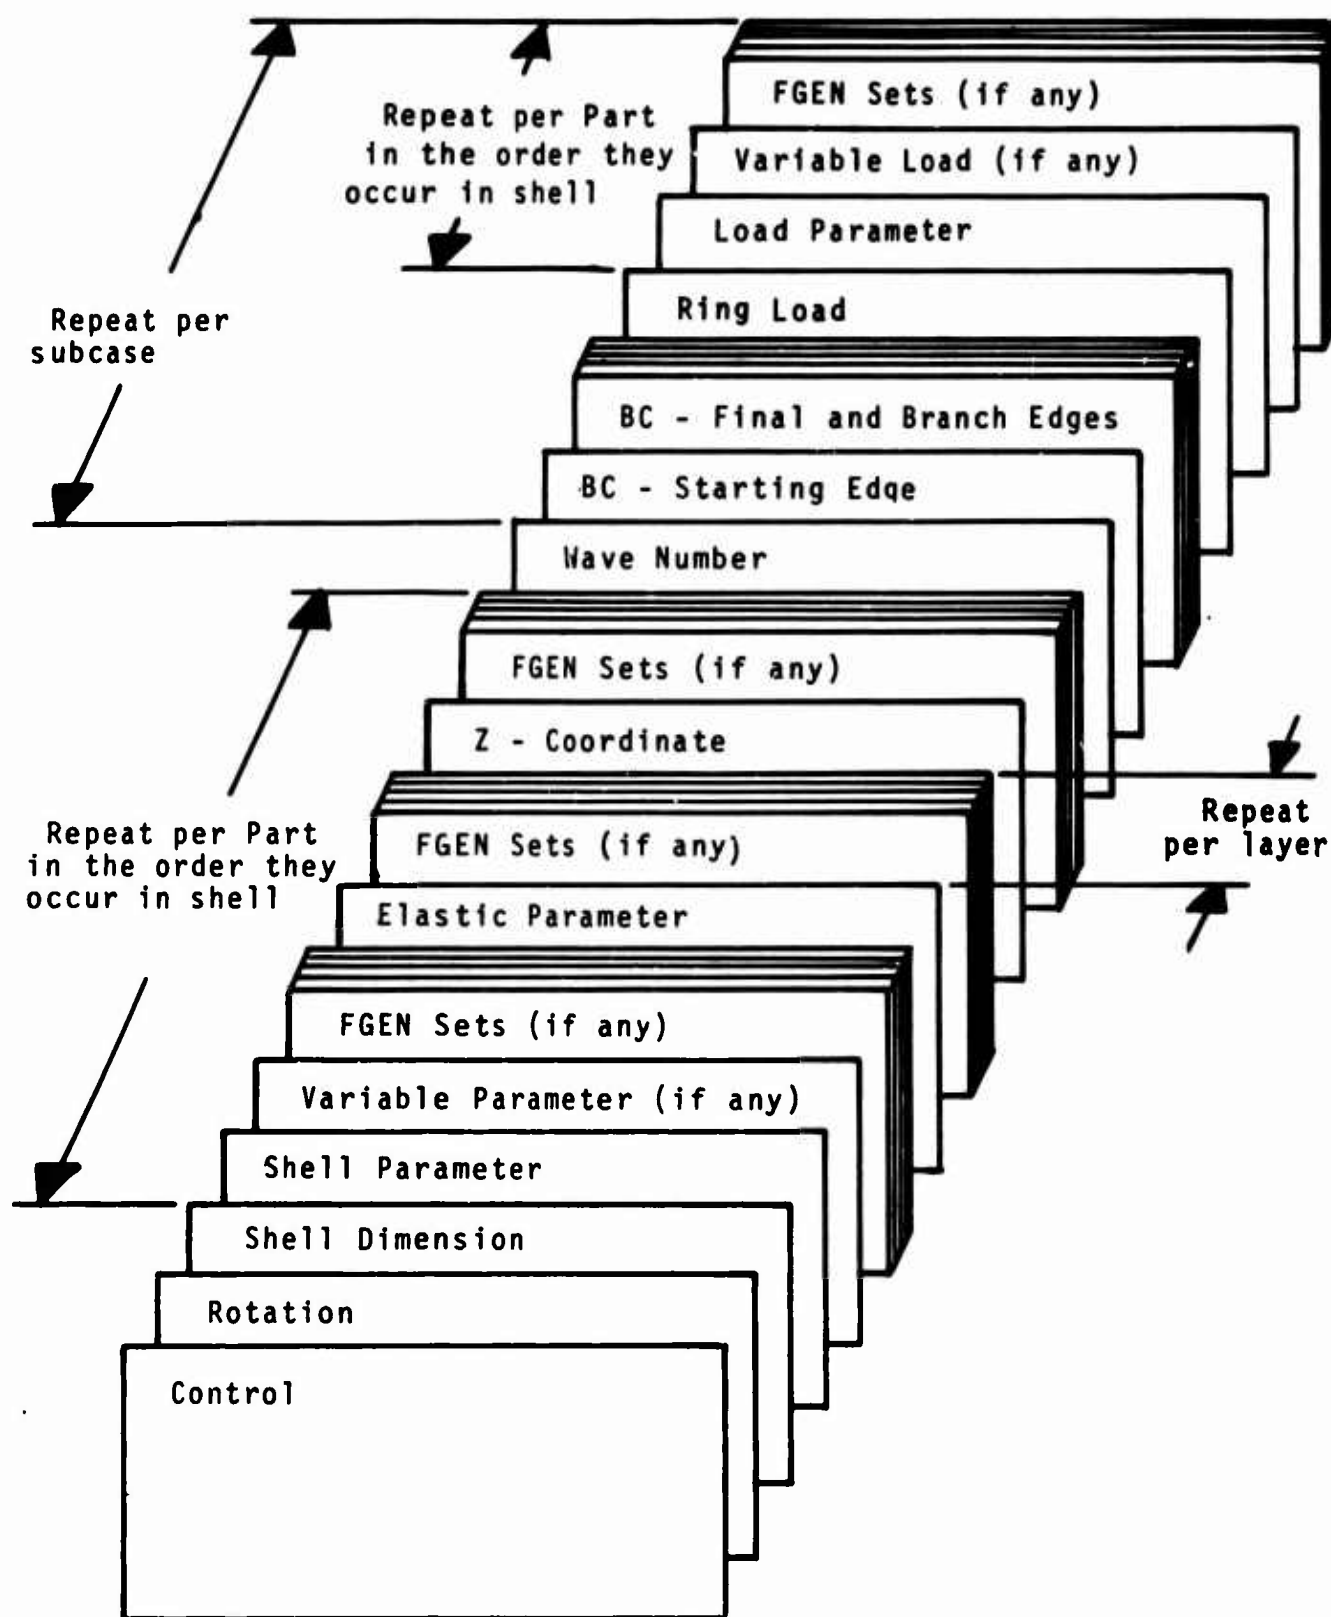 FGEN Sets (if any)
Repeat per Part
in the order they
occur in shell
Variable Load (if any)
Load Parameter
Ring Load
Repeat per
subcase
BC - Final and Branch Edges
BC - Starting Edge
Wave Number
FGEN Sets (if any)
Z - Coordinate
Repeat
per layer
Repeat per Part
in the order they
occur in shell
FGEN Sets (if any)
Elastic Parameter
FGEN Sets (if any)
Variable Parameter (if any)
Shell Parameter
Shell Dimension
Rotation
Control